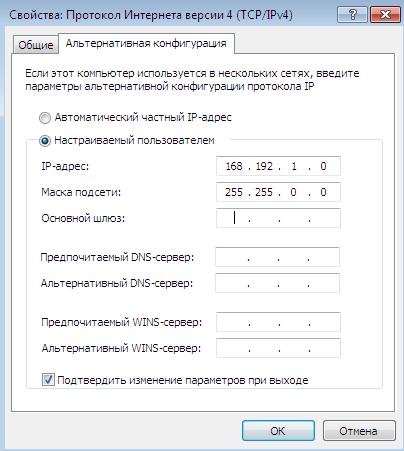 Свойства: Протокол Интернета версии 4 (TCP/IPv4)
Общие Альтернативная конфигурация
Если этот компьютер используется в нескольких сетях, введите
параметры альтернативной конфигурации протокола IP
Автоматический частный IP-адрес
Настраиваемый пользователем
IP-адрес: 168 . 192 . 1 . 0
Маска подсети: 255 . 255 . 0 . 0
Основной шлюз: . . .
Предпочитаемый DNS-сервер: . . .
Альтернативный DNS-сервер: . . .
Предпочитаемый WINS-сервер: . . .
Альтернативный WINS-сервер: . . .
Подтвердить изменение параметров при выходе
ОК Отмена